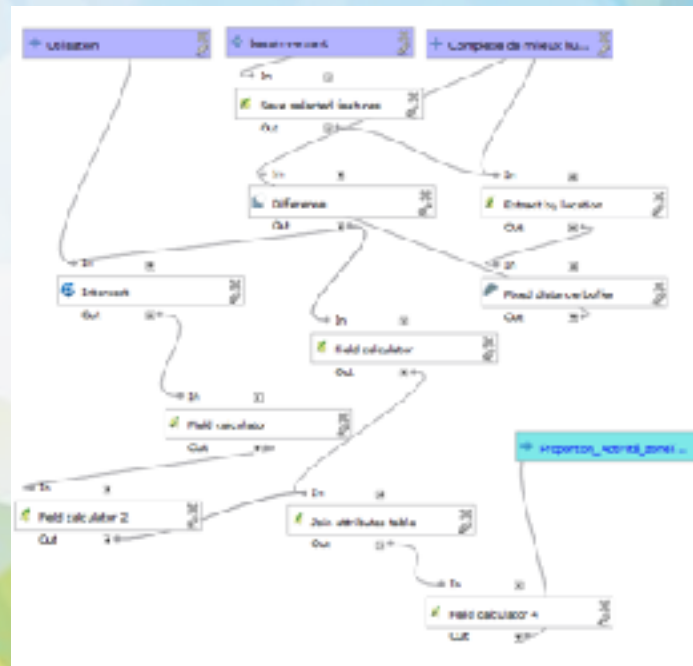 Utilisation
Complexe de milieux hu...
In
Save selected features
Out
In
In
Difference
Extract by location
Out
Out
In
In
Intersect
Fixed distance buffer
Out
Out
In
Field calculator
Out
In
Field calculator
Out
In
In
Field calculator 2
Join attributes table
Out
Out
In
Field calculator 4
Out